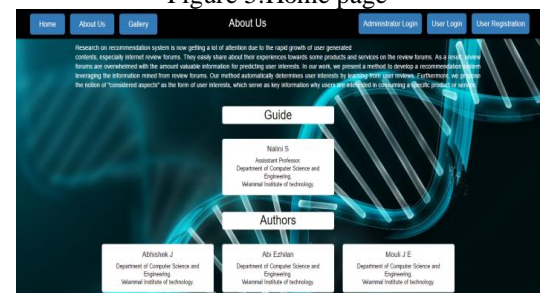 Figure 3.Home page
Home About Us Gallery About Us Administrator Login User Login User Registration
Research on recommendation system is now getting a lot of attention due to the rapid growth of user generated
contents, especially internet review forums. They easily share about their experiences towards some products and services on the review forums. As a result, review
forums are overwhelmed with the amount valuable information for predicting user interests. In our work, we present a method to develop a recommendation system
leveraging the information mined from review forums. Our method automatically determines user interests by learning from user reviews. Furthermore, we propose
the notion of "considered aspects" as the form of user interests, which serve as key information why users are interested in consuming a specific product or service.
Guide
Nalini S
Assistant Professor,
Department of Computer Science and
Engineering,
Velammal Institute of technology
Authors
Abhishek J
Department of Computer Science and
Engineering
Velammal Institute of technology
Abi Ezhilan
Department of Computer Science and
Engineering,
Velammal Institute of technology
Mouli J E
Department of Computer Science and
Engineering
Velammal Institute of technology